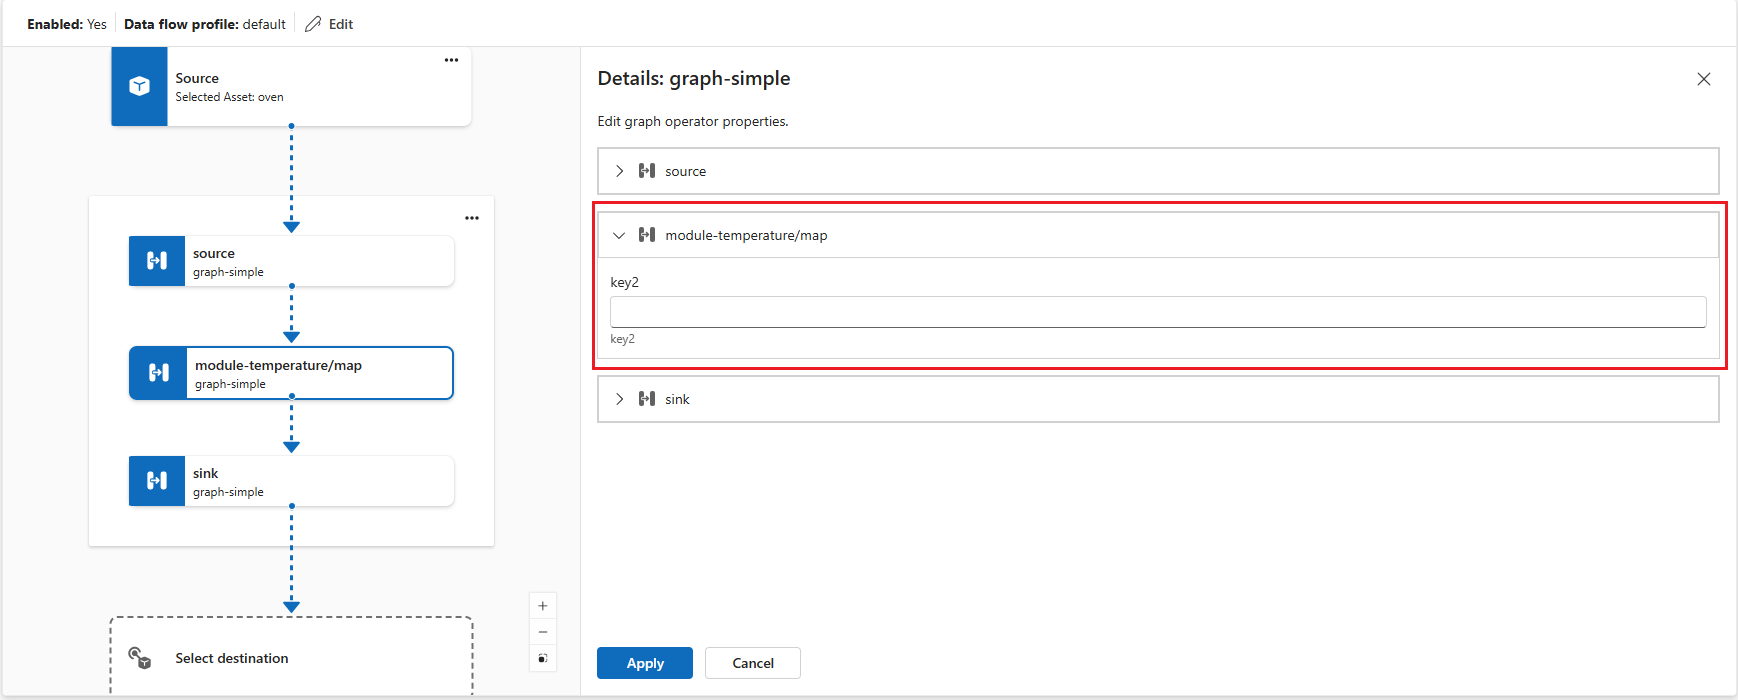 Enabled: Yes
Data flow profile: default
Edit
Source
Selected Asset: oven
source
graph-simple
module-temperature/map
graph-simple
sink
graph-simple
Select destination
Details: graph-simple
Edit graph operator properties.
source
module-temperature/map
key2
key2
sink
Apply
Cancel